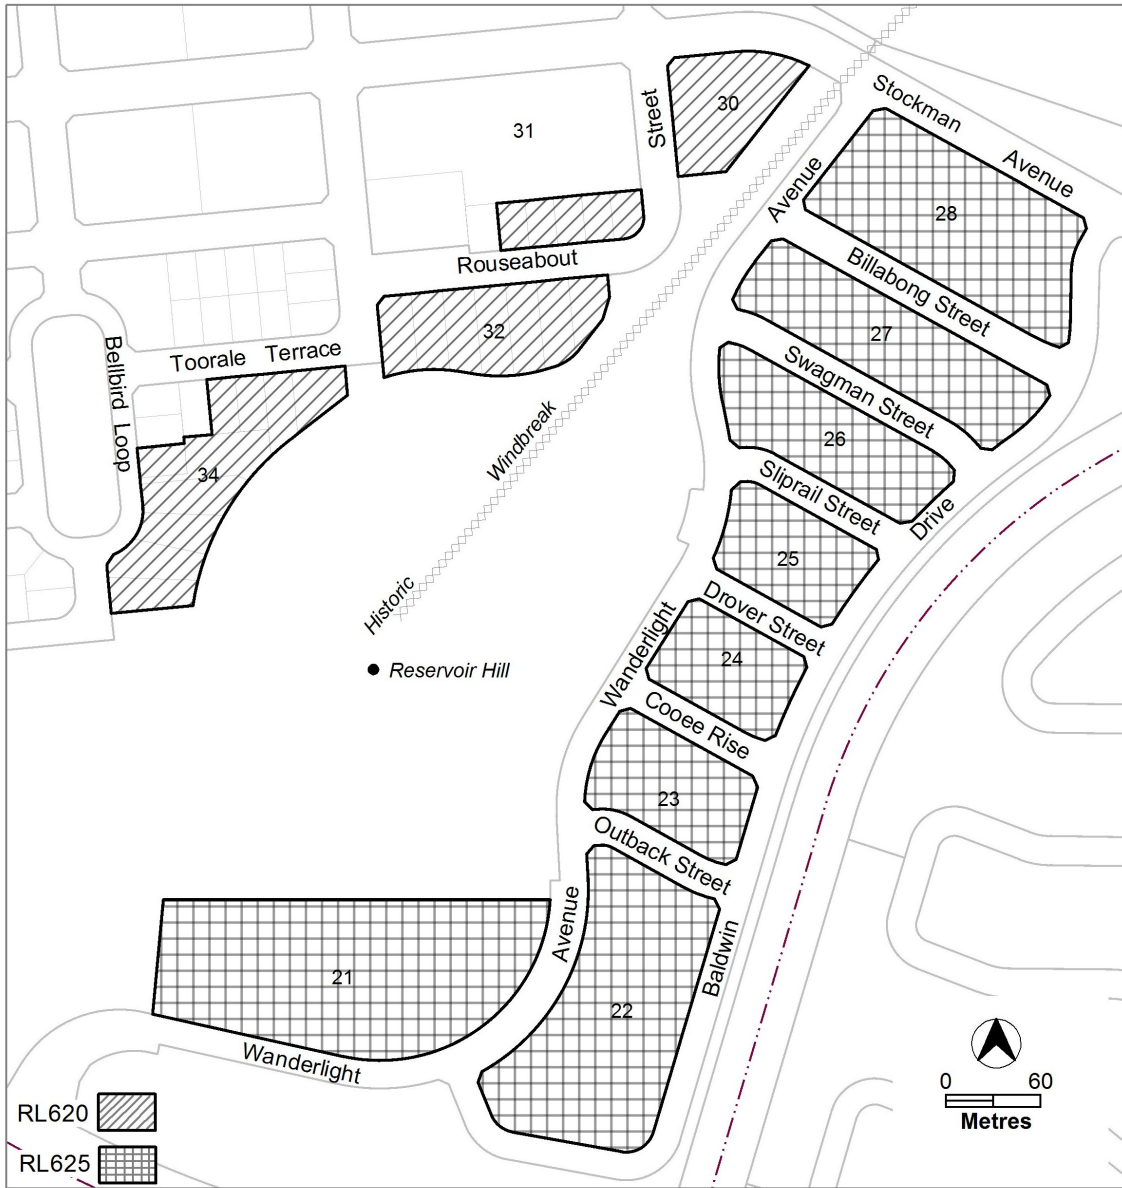 30
31
Street
Stockman
Avenue
Avenue
28
Rouseabout
Billabong Street
32
27
Toorale Terrace
Bellbird Loop
Swagman Street
Windbreak
26
34
Sliprail Street
Drive
25
Historic
Drover Street
Wanderlight
24
Reservoir Hill
Cooee Rise
23
Outback Street
Avenue
Baldwin
21
22
Wanderlight
0 60
Metres
RL620
RL625